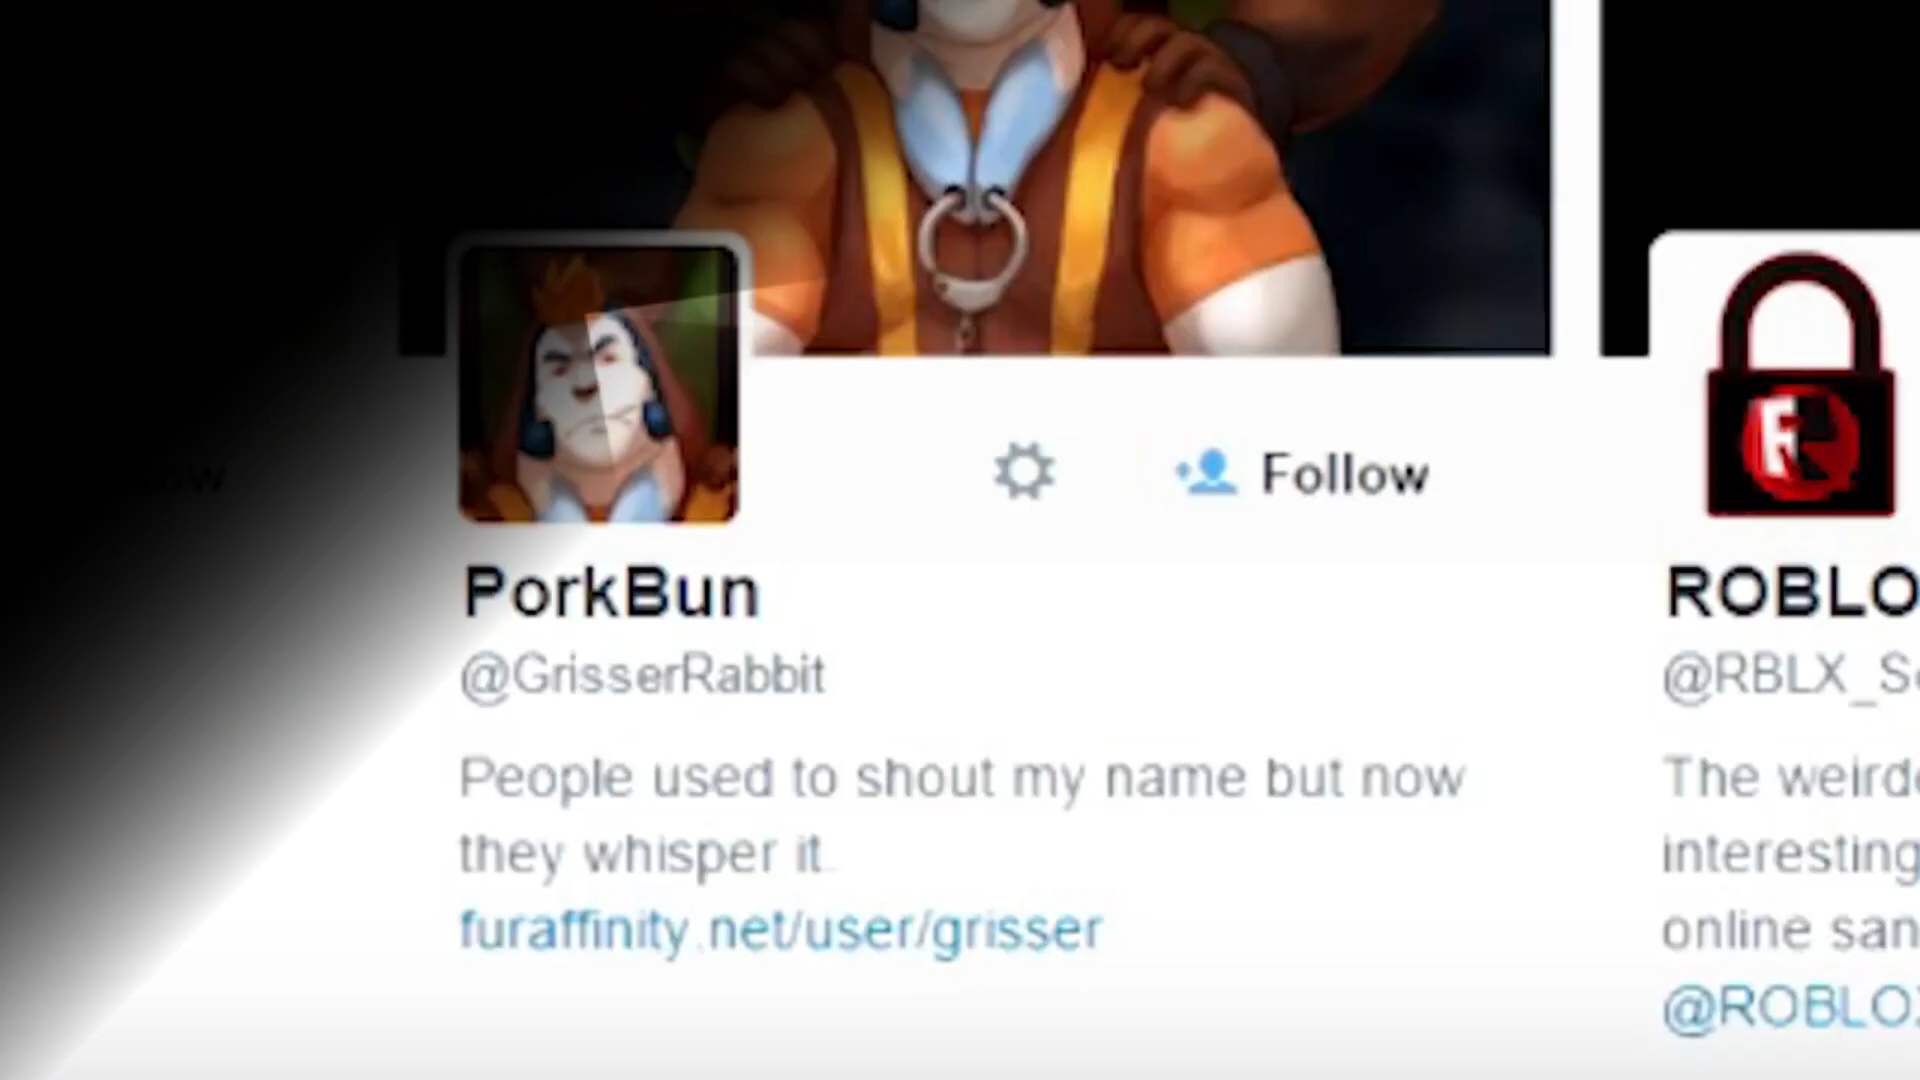 Follow
PorkBun
@GrisserRabbit
People used to shout my name but now
they whisper it.
furaffinity.net/user/grisser
ROBLO
@RBLX_S
The weird
interesting
online san
@ROBLO